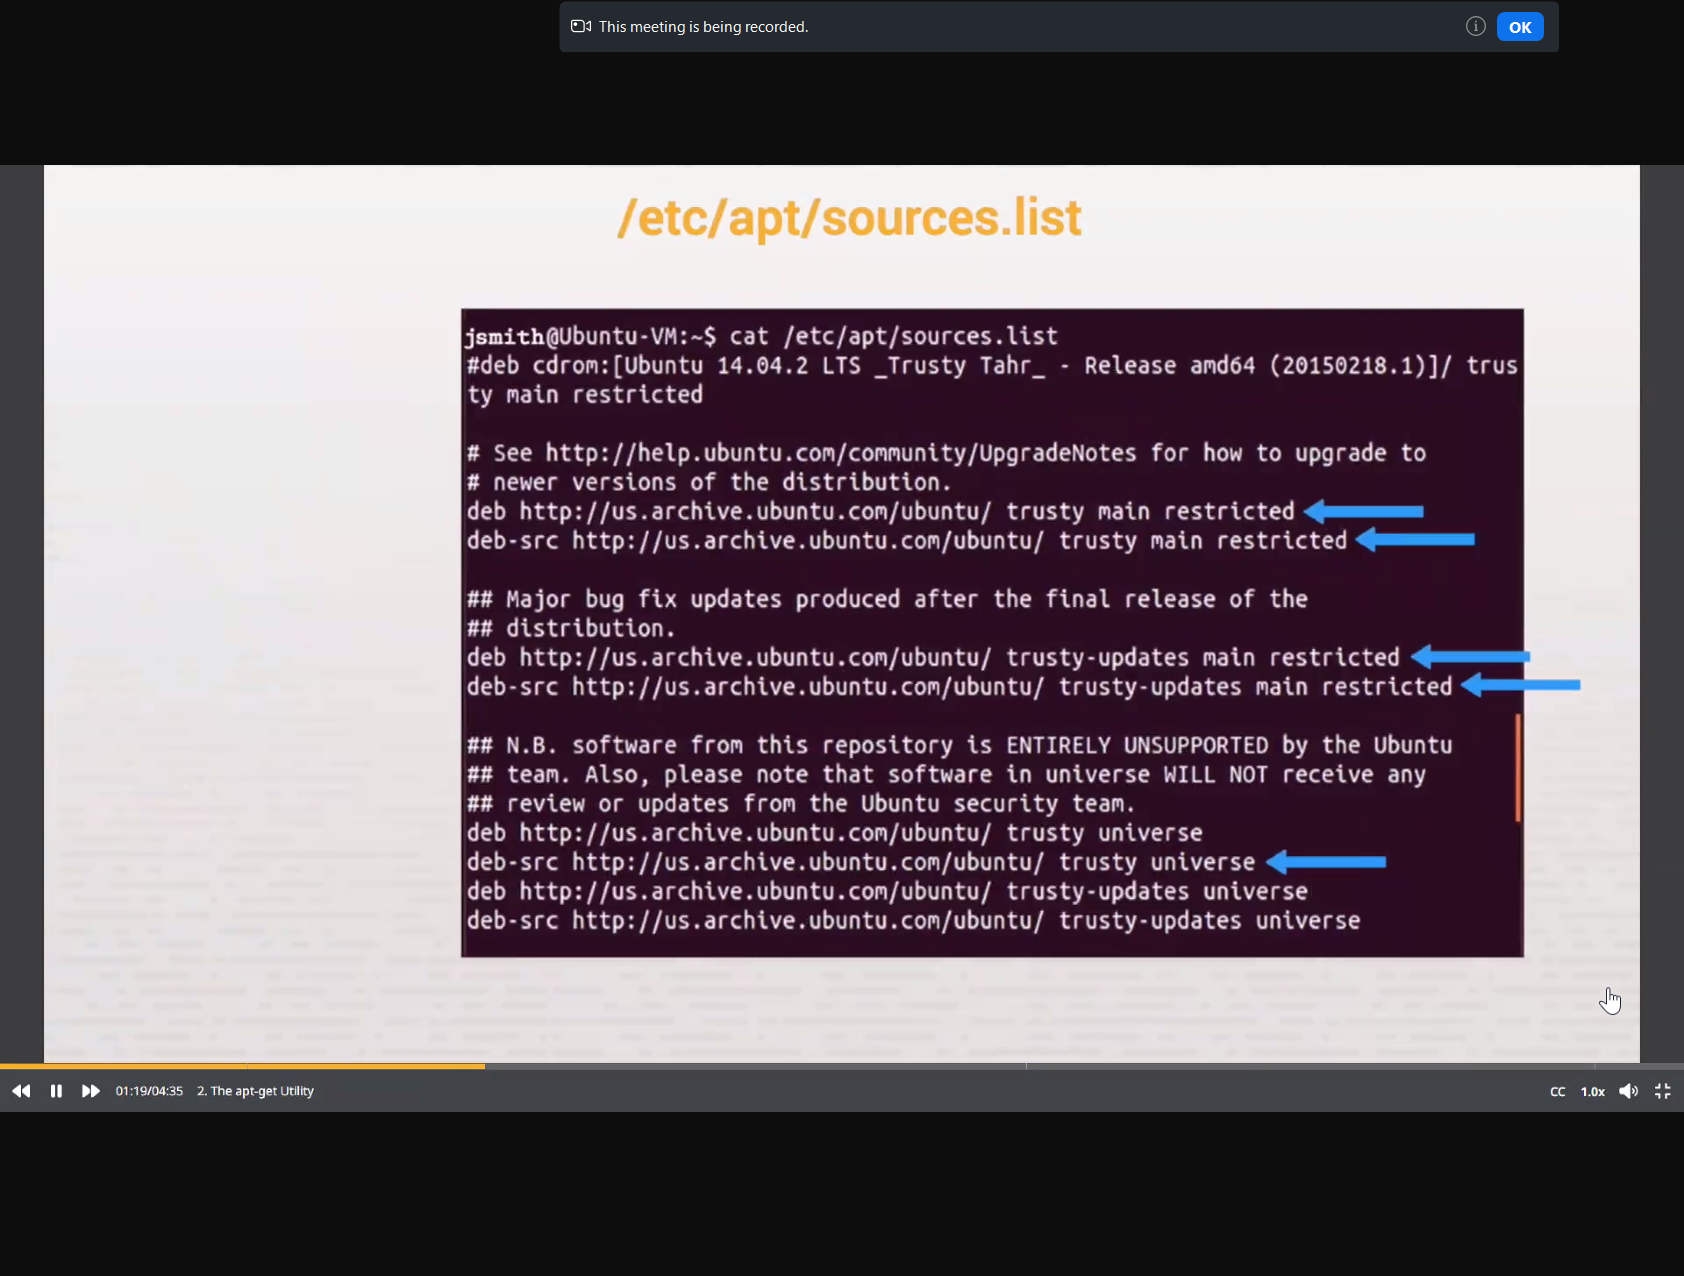 This meeting is being recorded.
OK
/etc/apt/sources.list
jsmith@Ubuntu-VM:~$ cat /etc/apt/sources.list
#deb cdrom:[Ubuntu 14.04.2 LTS _Trusty Tahr_ - Release amd64 (20150218.1)]/ trus
ty main restricted
# See http://help.ubuntu.com/community/UpgradeNotes for how to upgrade to
# newer versions of the distribution.
deb http://us.archive.ubuntu.com/ubuntu/ trusty main restricted
deb-src http://us.archive.ubuntu.com/ubuntu/ trusty main restricted
## Major bug fix updates produced after the final release of the
## distribution.
deb http://us.archive.ubuntu.com/ubuntu/ trusty-updates main restricted
deb-src http://us.archive.ubuntu.com/ubuntu/ trusty-updates main restricted
## N.B. software from this repository is ENTIRELY UNSUPPORTED by the Ubuntu
## team. Also, please note that software in universe WILL NOT receive any
## review or updates from the Ubuntu security team.
deb http://us.archive.ubuntu.com/ubuntu/ trusty universe
deb-src http://us.archive.ubuntu.com/ubuntu/ trusty universe
deb http://us.archive.ubuntu.com/ubuntu/ trusty-updates universe
deb-src http://us.archive.ubuntu.com/ubuntu/ trusty-updates universe
01:19/04:35 2. The apt-get Utility
CC 1.0x